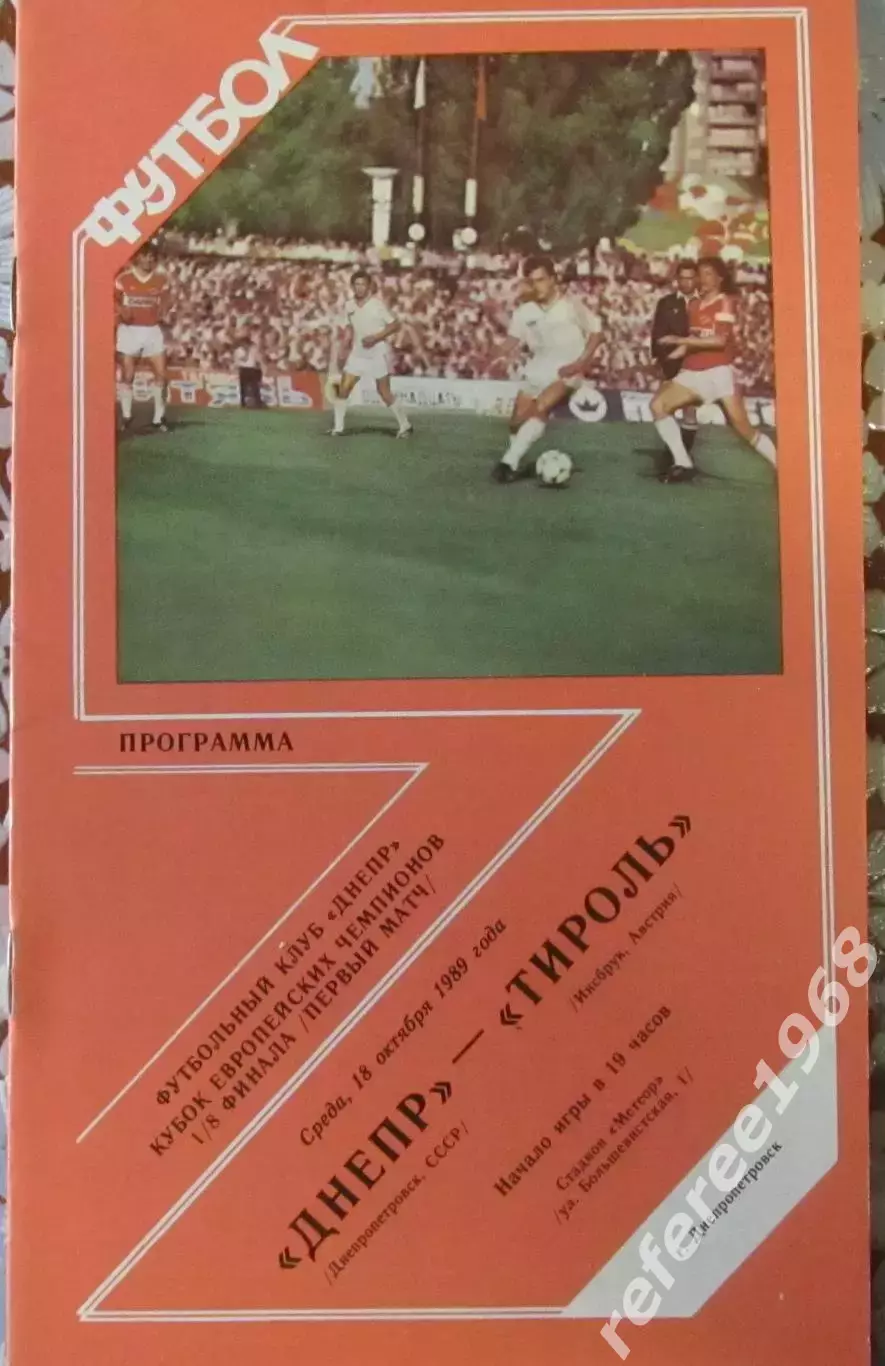 ФУТБОЛ
ПРОГРАММА
ФУТБОЛЬНЫЙ КЛУБ «ДНЕПР»
КУБОК ЕВРОПЕЙСКИХ ЧЕМПИОНОВ
1/8 ФИНАЛА /ПЕРВЫЙ МАТЧ/
Среда, 18 октября 1989 года
«ДНЕПР» — «ТИРОЛЬ»
/Днепропетровск, СССР/
/Инсбрук, Австрия/
Начало игры в 19 часов
Стадион «Метеор»
/ул. Большевистская, 1/
г. Днепропетровск
referee1968